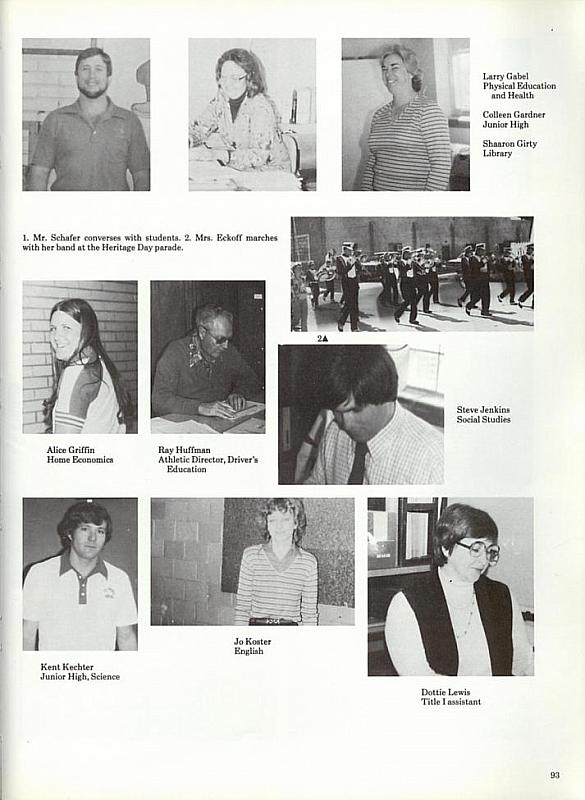 Larry Gabel
Physical Education
and Health
Colleen Gardner
Junior High
Shaaron Girty
Library
1. Mr. Schafer converses with students. 2. Mrs. Eckoff marches
with her band at the Heritage Day parade.
2▲
Alice Griffin
Home Economics
Ray Huffman
Athletic Director, Driver's
Education
Steve Jenkins
Social Studies
Kent Kechter
Junior High, Science
Jo Koster
English
Dottie Lewis
Title I assistant
93